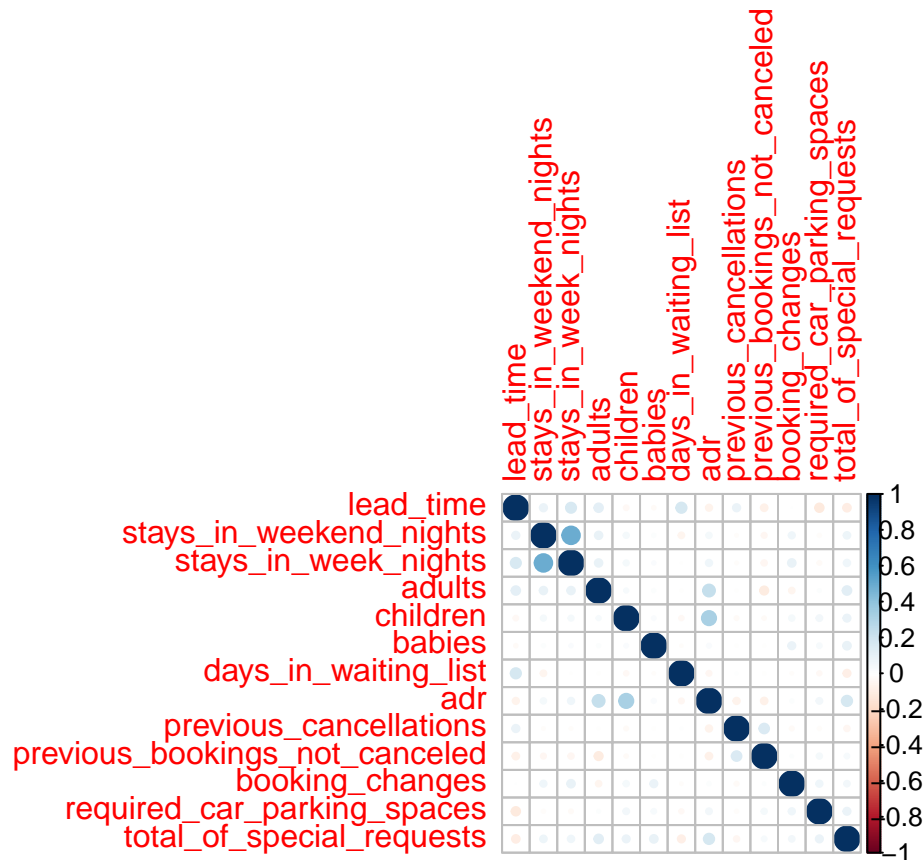 lead_time
stays_in_weekend_nights
stays_in_week_nights
adults
children
babies
days_in_waiting_list
adr
previous_cancellations
previous_bookings_not_canceled
booking_changes
required_car_parking_spaces
total_of_special_requests
lead_time
stays_in_weekend_nights
stays_in_week_nights
adults
children
babies
days_in_waiting_list
adr
previous_cancellations
previous_bookings_not_canceled
booking_changes
required_car_parking_spaces
total_of_special_requests
1
0.8
0.6
0.4
0.2
0
−0.2
−0.4
−0.6
−0.8
−1